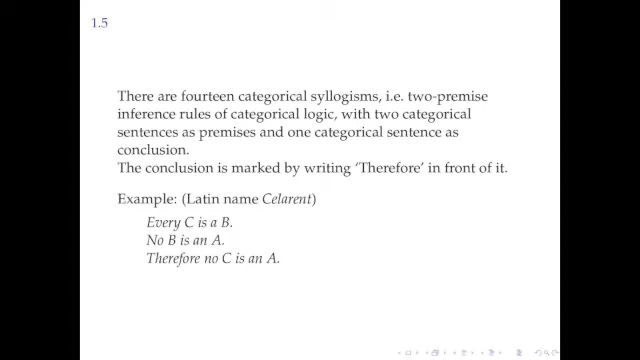 1.5
There are fourteen categorical syllogisms, i.e. two-premise
inference rules of categorical logic, with two categorical
sentences as premises and one categorical sentence as
conclusion.
The conclusion is marked by writing ‘Therefore’ in front of it.
Example: (Latin name Celarent)
Every C is a B.
No B is an A.
Therefore no C is an A.